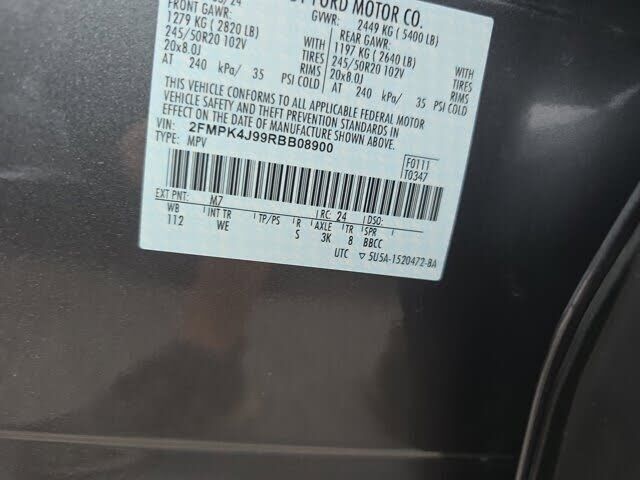 FORD MOTOR CO.
FRONT GAWR: GVWR: 2449 KG (5400 LB)
1279 KG (2820 LB) REAR GAWR:
245/50R20 102V TIRES 1197 KG (2640 LB)
20x8.0J RIMS 245/50R20 102V TIRES
AT 240 kPa/ 35 PSI COLD 20x8.0J RIMS
AT 240 kPa/ 35 PSI COLD
THIS VEHICLE CONFORMS TO ALL APPLICABLE FEDERAL MOTOR
VEHICLE SAFETY AND THEFT PREVENTION STANDARDS IN
EFFECT ON THE DATE OF MANUFACTURE SHOWN ABOVE.
VIN: 2FMPK4J99RBB08900
TYPE: MPV
F0111
T0347
EXT PNT: M7 RC: 24 DSO:
WB INT TR TP/PS R AXLE TR SPR
112 WE S 3K 8 BBCC
UTC ▽ 5U5A-1520472-BA